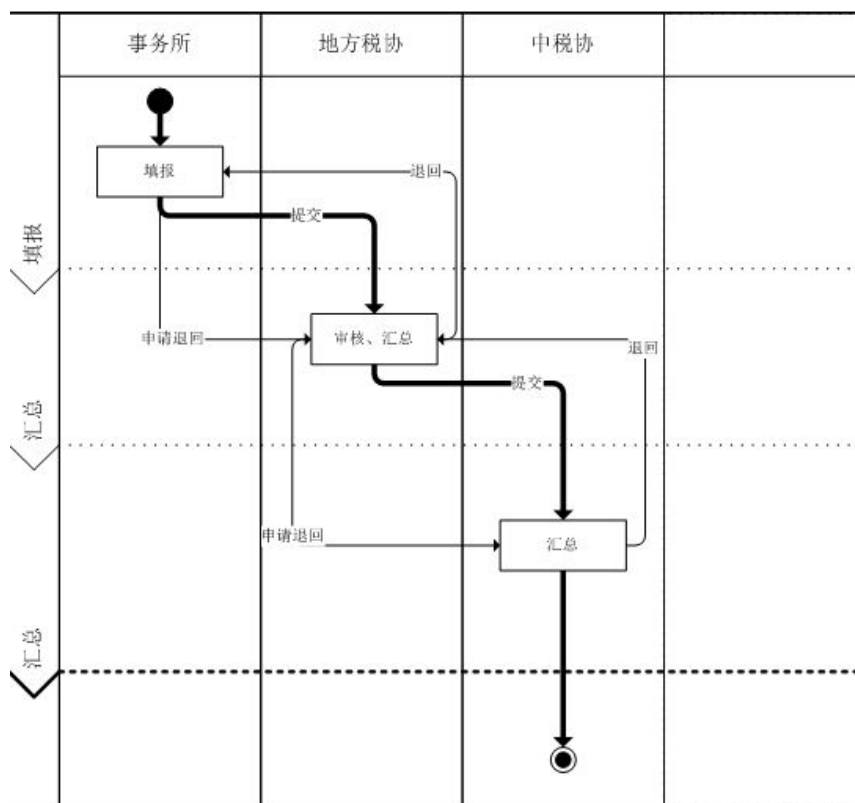 事务所
地方税协
中税协
填报
退回
提交
填报
申请退回
审核、汇总
退回
提交
汇总
申请退回
汇总
汇总